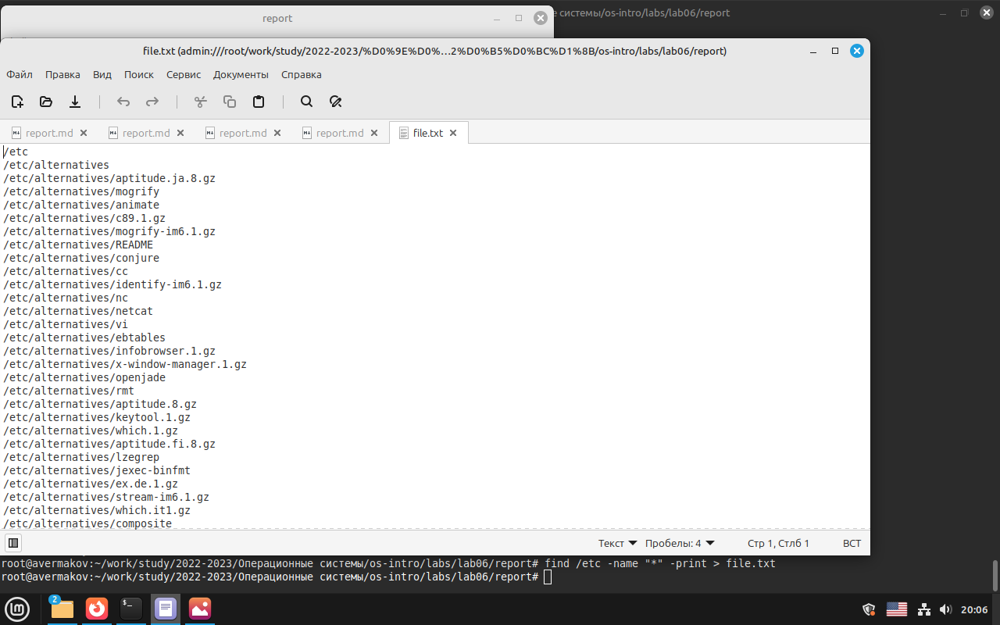 report
е системы/os-intro/labs/lab06/report
file.txt (admin:///root/work/study/2022-2023/%D0%9E%D0%…2%D0%B5%D0%BC%D1%8B/os-intro/labs/lab06/report)
Файл Правка Вид Поиск Сервис Документы Справка
report.md report.md report.md report.md file.txt
/etc
/etc/alternatives
/etc/alternatives/aptitude.ja.8.gz
/etc/alternatives/mogrify
/etc/alternatives/animate
/etc/alternatives/c89.1.gz
/etc/alternatives/mogrify-im6.1.gz
/etc/alternatives/README
/etc/alternatives/conjure
/etc/alternatives/cc
/etc/alternatives/identify-im6.1.gz
/etc/alternatives/nc
/etc/alternatives/netcat
/etc/alternatives/vi
/etc/alternatives/ebtables
/etc/alternatives/infobrowser.1.gz
/etc/alternatives/x-window-manager.1.gz
/etc/alternatives/openjade
/etc/alternatives/rmt
/etc/alternatives/aptitude.8.gz
/etc/alternatives/keytool.1.gz
/etc/alternatives/which.1.gz
/etc/alternatives/aptitude.fi.8.gz
/etc/alternatives/lzegrep
/etc/alternatives/jexec-binfmt
/etc/alternatives/ex.de.1.gz
/etc/alternatives/stream-im6.1.gz
/etc/alternatives/which.it1.gz
/etc/alternatives/composite
Текст Пробелы: 4 Стр 1, Стлб 1 ВСТ
root@avermakov:~/work/study/2022-2023/Операционные системы/os-intro/labs/lab06/report# find /etc -name "*" -print > file.txt
root@avermakov:~/work/study/2022-2023/Операционные системы/os-intro/labs/lab06/report#
2
20:06